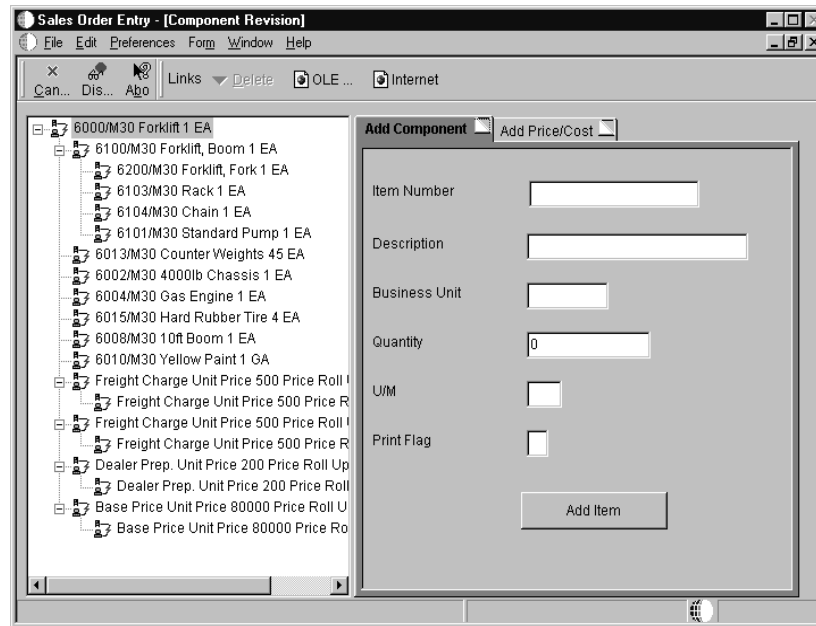 Sales Order Entry - [Component Revision]
File Edit Preferences Form Window Help
Can... Dis... Abo Links Delete OLE ... Internet
6000/M30 Forklift 1 EA
6100/M30 Forklift, Boom 1 EA
6200/M30 Forklift, Fork 1 EA
6103/M30 Rack 1 EA
6104/M30 Chain 1 EA
6101/M30 Standard Pump 1 EA
6013/M30 Counter Weights 45 EA
6002/M30 4000lb Chassis 1 EA
6004/M30 Gas Engine 1 EA
6015/M30 Hard Rubber Tire 4 EA
6008/M30 10ft Boom 1 EA
6010/M30 Yellow Paint 1 GA
Freight Charge Unit Price 500 Price Roll U
Freight Charge Unit Price 500 Price R
Freight Charge Unit Price 500 Price Roll U
Freight Charge Unit Price 500 Price R
Dealer Prep. Unit Price 200 Price Roll Up
Dealer Prep. Unit Price 200 Price Roll
Base Price Unit Price 80000 Price Roll U
Base Price Unit Price 80000 Price Ro
Add Component Add Price/Cost
Item Number
Description
Business Unit
Quantity 0
U/M
Print Flag
Add Item